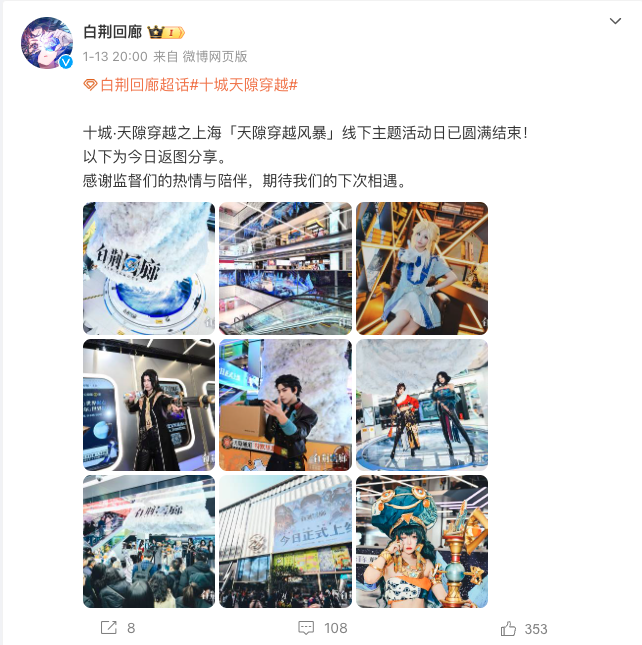 白荆回廊
1-13 20:00 来自 微博网页版
白荆回廊超话#十城天隙穿越#
十城·天隙穿越之上海「天隙穿越风暴」线下主题活动日已圆满结束！
以下为今日返图分享。
感谢监督们的热情与陪伴，期待我们的下次相遇。
白荆回廊
白荆回廊
今日正式上线
8
108
353